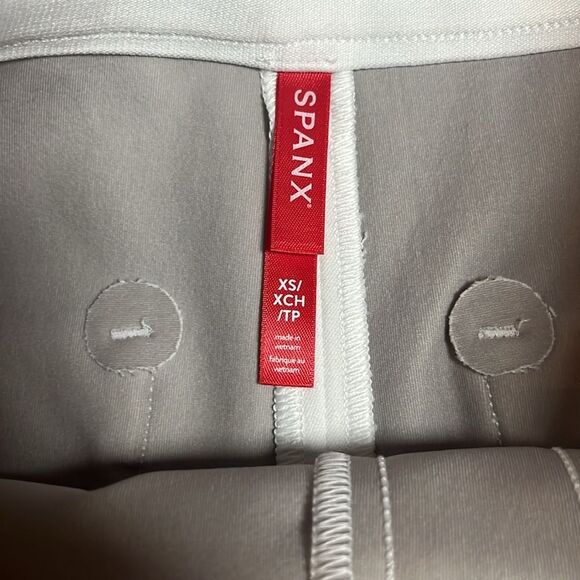 SPANX®
XS/
XCH
/TP
made in
vietnam
fabriqué au
vietnam